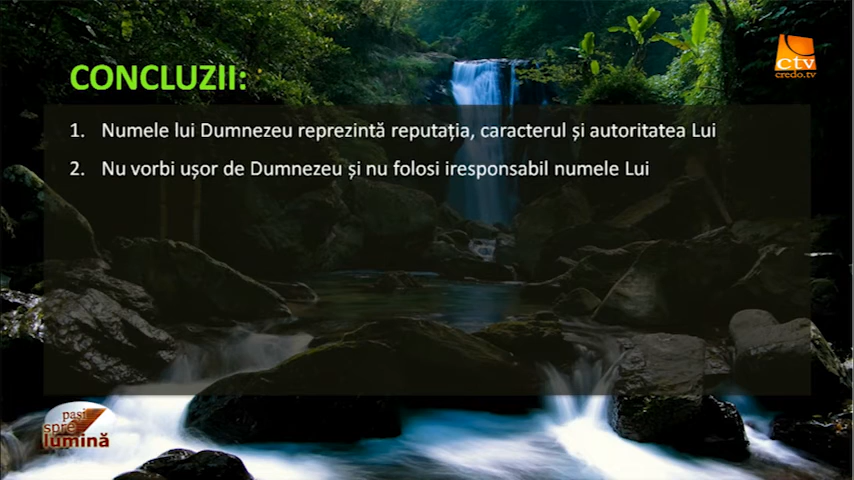 CONCLUZII:
ctv
credo.tv
1. Numele lui Dumnezeu reprezintă reputația, caracterul și autoritatea Lui
2. Nu vorbi ușor de Dumnezeu și nu folosi iresponsabil numele Lui
pași
spre
lumină